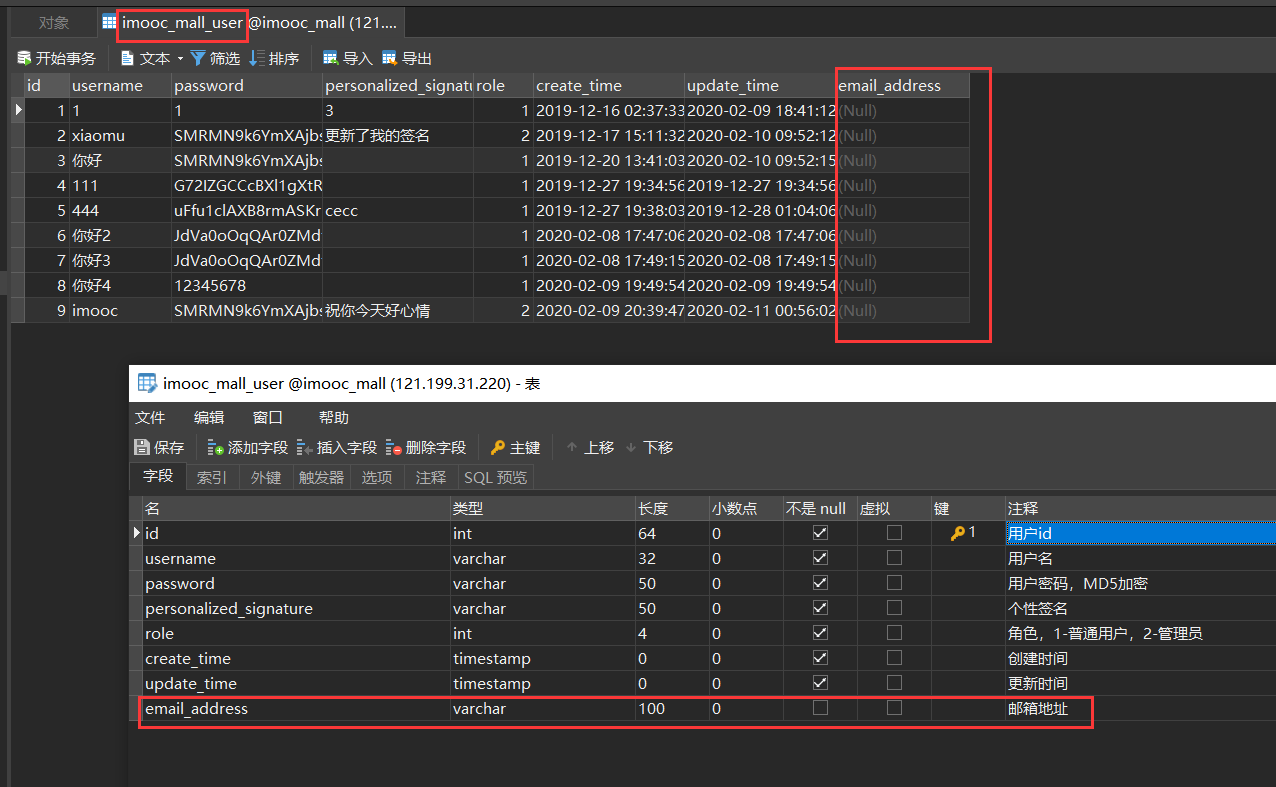 对象 imooc_mall_user @imooc_mall (121....
开始事务 文本 筛选 排序 导入 导出
id username password personalized_signatu role create_time update_time email_address
1 1 1 3 1 2019-12-16 02:37:33 2020-02-09 18:41:12 (Null)
2 xiaomu SMRMN9k6YmXAjbs 更新了我的签名 2 2019-12-17 15:11:32 2020-02-10 09:52:12 (Null)
3 你好 SMRMN9k6YmXAjbs 1 2019-12-20 13:41:03 2020-02-10 09:52:15 (Null)
4 111 G72IZGCCcBXl1gXtR 1 2019-12-27 19:34:56 2019-12-27 19:34:56 (Null)
5 444 uFfu1clAXB8rmASKr cecc 1 2019-12-27 19:38:03 2019-12-28 01:04:06 (Null)
6 你好2 JdVa0oOqQAr0ZMd 1 2020-02-08 17:47:06 2020-02-08 17:47:06 (Null)
7 你好3 JdVa0oOqQAr0ZMd 1 2020-02-08 17:49:15 2020-02-08 17:49:15 (Null)
8 你好4 12345678 1 2020-02-09 19:49:54 2020-02-09 19:49:54 (Null)
9 imooc SMRMN9k6YmXAjbs 祝你今天好心情 2 2020-02-09 20:39:47 2020-02-11 00:56:02 (Null)
imooc_mall_user @imooc_mall (121.199.31.220) - 表
文件 编辑 窗口 帮助
保存 添加字段 插入字段 删除字段 主键 上移 下移
字段 索引 外键 触发器 选项 注释 SQL 预览
名 类型 长度 小数点 不是 null 虚拟 键 注释
id int 64 0 1 用户id
username varchar 32 0 用户名
password varchar 50 0 用户密码，MD5加密
personalized_signature varchar 50 0 个性签名
role int 4 0 角色，1-普通用户，2-管理员
create_time timestamp 0 0 创建时间
update_time timestamp 0 0 更新时间
email_address varchar 100 0 邮箱地址